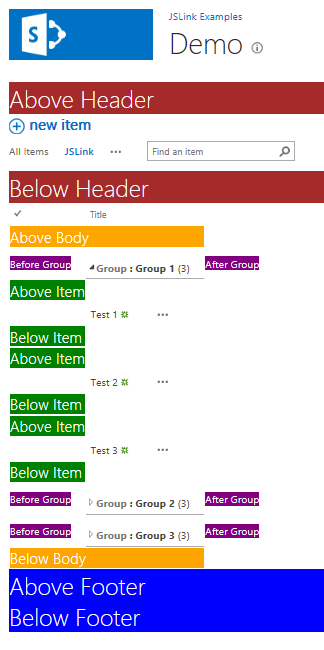 S
JSLink Examples
Demo
Above Header
new item
All Items JSLink ••• Find an item
Below Header
Title
Above Body
Before Group Group : Group 1 (3) After Group
Above Item
Test 1 •••
Below Item
Above Item
Test 2 •••
Below Item
Above Item
Test 3 •••
Below Item
Before Group Group : Group 2 (3) After Group
Before Group Group : Group 3 (3) After Group
Below Body
Above Footer
Below Footer